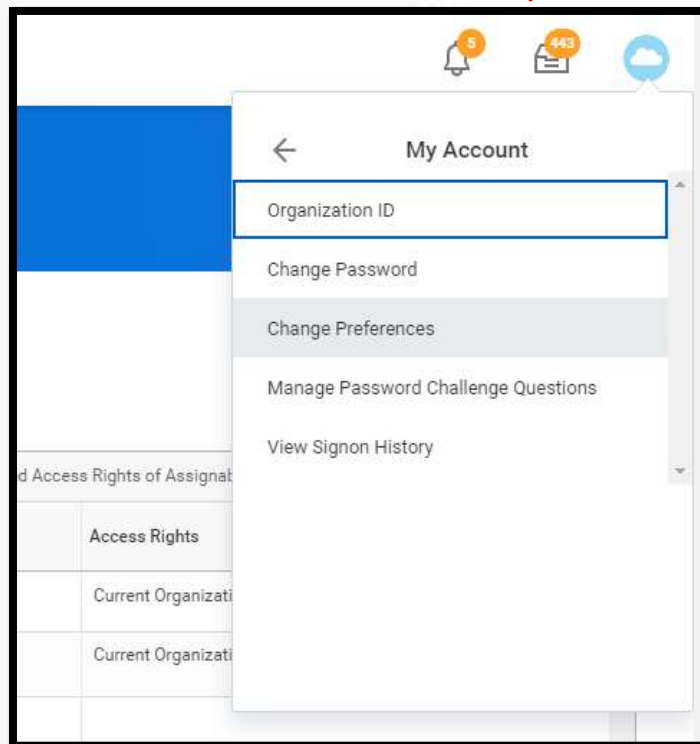 5
443
My Account
Organization ID
Change Password
Change Preferences
Manage Password Challenge Questions
View Signon History
d Access Rights of Assignab
Access Rights
Current Organizati
Current Organizati